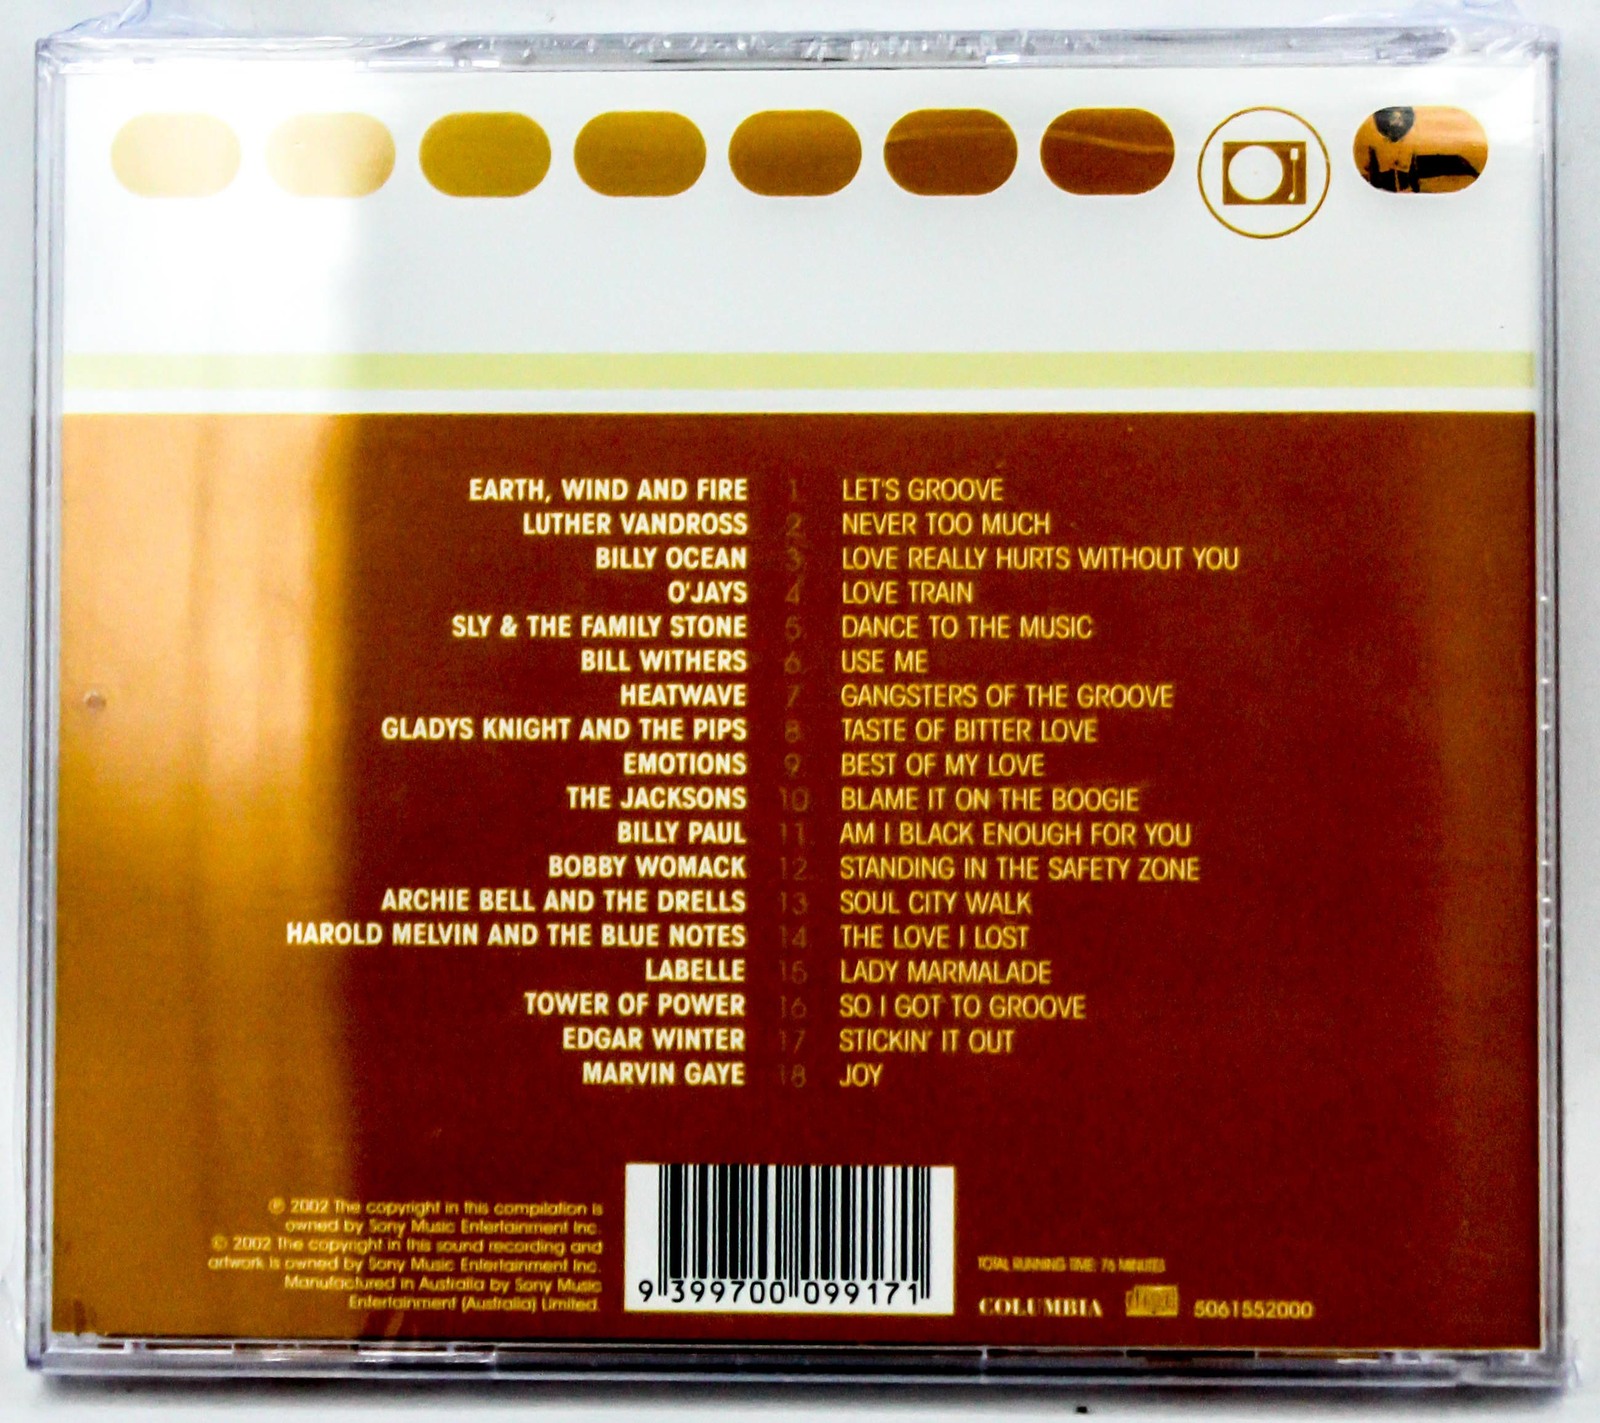 EARTH, WIND AND FIRE 1 LET'S GROOVE
LUTHER VANDROSS 2 NEVER TOO MUCH
BILLY OCEAN 3 LOVE REALLY HURTS WITHOUT YOU
O'JAYS 4 LOVE TRAIN
SLY & THE FAMILY STONE 5 DANCE TO THE MUSIC
BILL WITHERS 6 USE ME
HEATWAVE 7 GANGSTERS OF THE GROOVE
GLADYS KNIGHT AND THE PIPS 8 TASTE OF BITTER LOVE
EMOTIONS 9 BEST OF MY LOVE
THE JACKSONS 10 BLAME IT ON THE BOOGIE
BILLY PAUL 11 AM I BLACK ENOUGH FOR YOU
BOBBY WOMACK 12 STANDING IN THE SAFETY ZONE
ARCHIE BELL AND THE DRELLS 13 SOUL CITY WALK
HAROLD MELVIN AND THE BLUE NOTES 14 THE LOVE I LOST
LABELLE 15 LADY MARMALADE
TOWER OF POWER 16 SO I GOT TO GROOVE
EDGAR WINTER 17 STICKIN' IT OUT
MARVIN GAYE 18 JOY
℗ 2002 The copyright in this compilation is
owned by Sony Music Entertainment Inc.
© 2002 The copyright in this sound recording and
artwork is owned by Sony Music Entertainment Inc.
Manufactured in Australia by Sony Music
Entertainment (Australia) Limited.
9 399700 099171
TOTAL RUNNING TIME: 76 MINUTES
COLUMBIA
5061552000